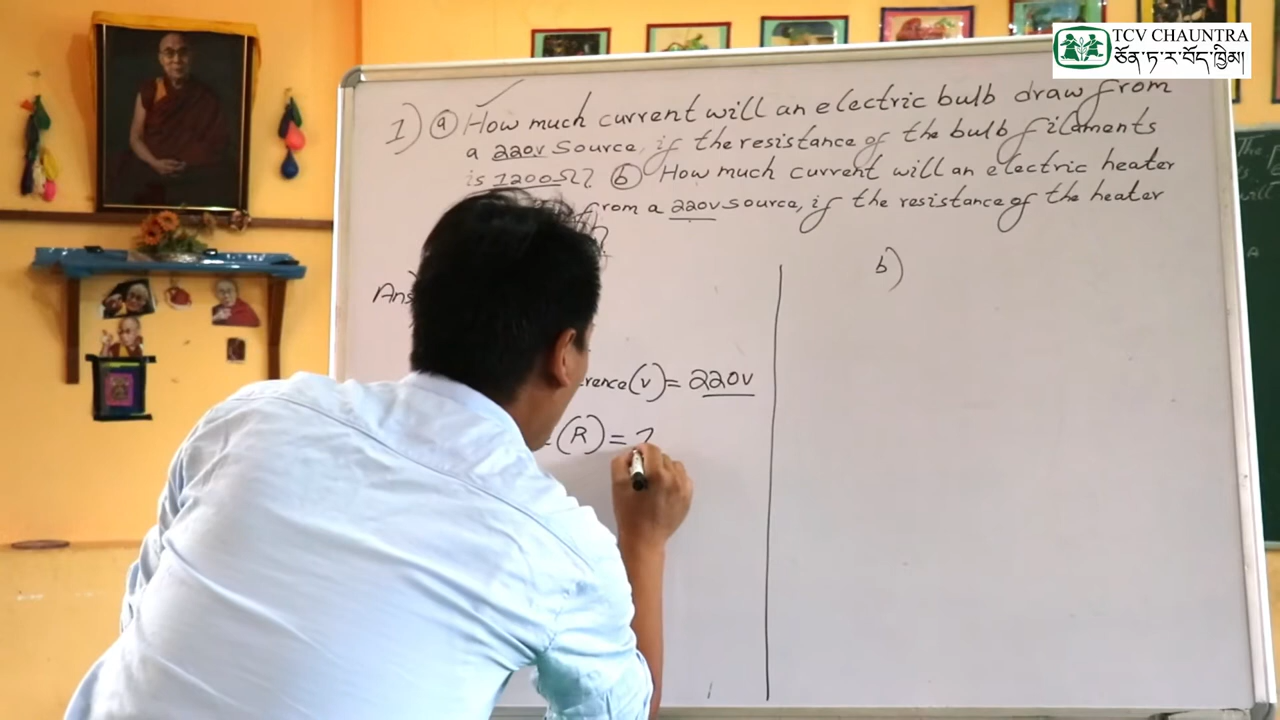 TCV CHAUNTRA
ཅོན་ཏ་ར་བོད་ཁྱིམ།
1) ⓐ How much current will an electric bulb draw from
a 220V Source, if the resistance of the bulb filaments
is 1200Ω? ⓑ How much current will an electric heater
from a 220V source, if the resistance of the heater
Ans
b)
erence (V) = 220V
(R) = 1